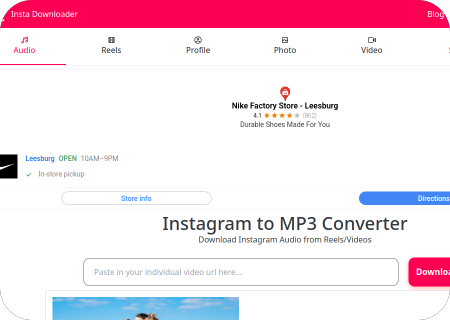 Insta Downloader
Blog
Audio
Reels
Profile
Photo
Video
Nike Factory Store - Leesburg
4.1 ★★★★★ (862)
Durable Shoes Made For You
Leesburg OPEN 10AM–9PM
In-store pickup
Store info
Directions
Instagram to MP3 Converter
Download Instagram Audio from Reels/Videos
Paste in your individual video url here...